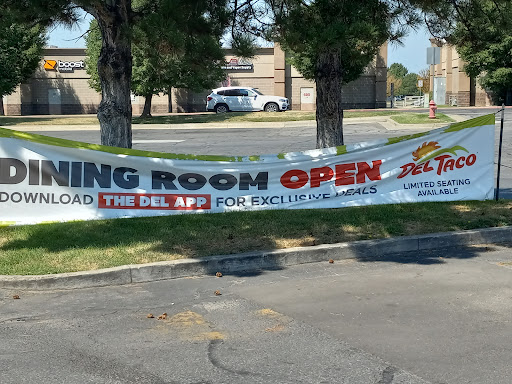 boost
DINING ROOM OPEN
DOWNLOAD THE DEL APP FOR EXCLUSIVE DEALS
DEL TACO
LIMITED SEATING
AVAILABLE